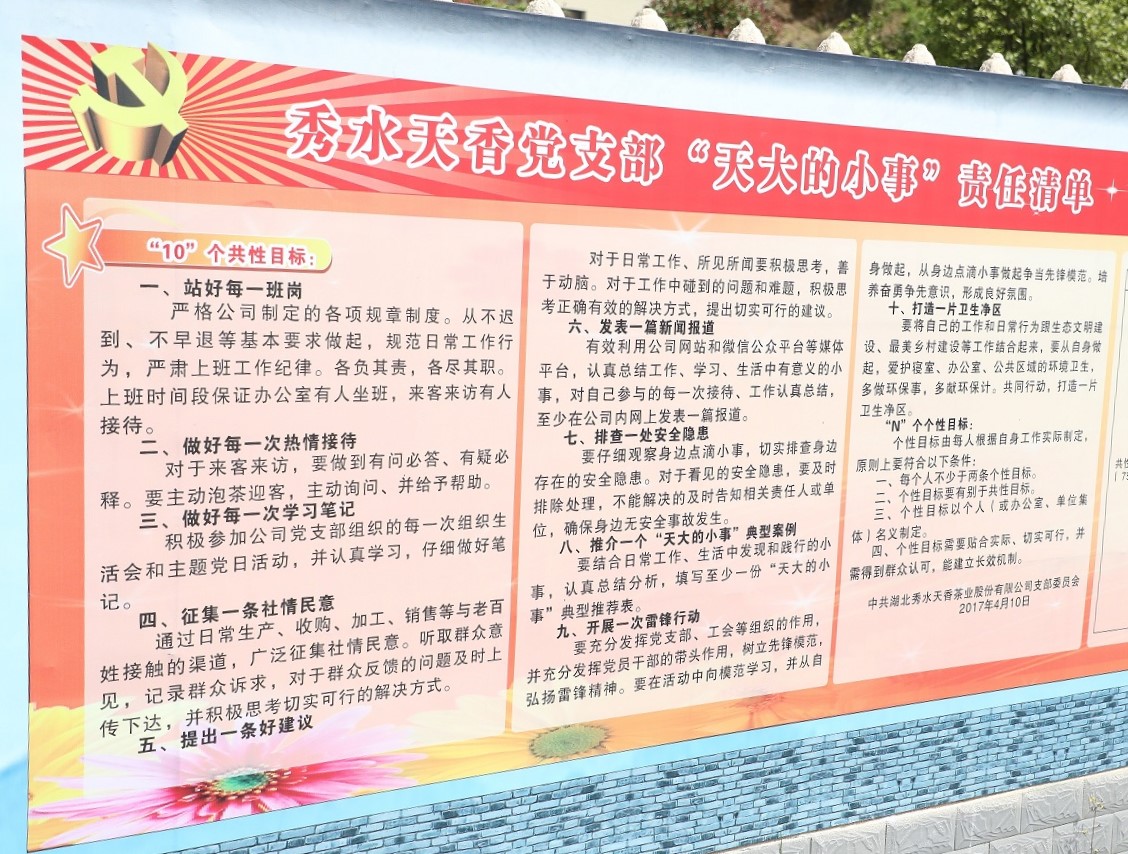 秀水天香党支部“天大的小事”责任清单
“10”个共性目标：
一、站好每一班岗
严格公司制定的各项规章制度。从不迟
到、不早退等基本要求做起，规范日常工作行
为，严肃上班工作纪律。各负其责，各尽其职。
上班时间段保证办公室有人坐班，来客来访有人
接待。
二、做好每一次热情接待
对于来客来访，要做到有问必答、有疑必
释。要主动泡茶迎客，主动询问、并给予帮助。
三、做好每一次学习笔记
积极参加公司党支部组织的每一次组织生
活会和主题党日活动，并认真学习，仔细做好笔
记。
四、征集一条社情民意
通过日常生产、收购、加工、销售等与老百
姓接触的渠道，广泛征集社情民意。听取群众意
见，记录群众诉求，对于群众反馈的问题及时上
传下达，并积极思考切实可行的解决方式。
五、提出一条好建议
对于日常工作、所见所闻要积极思考，善
于动脑。对于工作中碰到的问题和难题，积极思
考正确有效的解决方式，提出切实可行的建议。
六、发表一篇新闻报道
有效利用公司网站和微信公众平台等媒体
平台，认真总结工作、学习、生活中有意义的小
事，对自己参与的每一次接待、工作认真总结，
至少在公司内网上发表一篇报道。
七、排查一处安全隐患
要仔细观察身边点滴小事，切实排查身边
存在的安全隐患。对于看见的安全隐患，要及时
排除处理，不能解决的及时告知相关责任人或单
位，确保身边无安全事故发生。
八、推介一个“天大的小事”典型案例
要结合日常工作、生活中发现和践行的小
事，认真总结分析，填写至少一份“天大的小
事”典型推荐表。
九、开展一次雷锋行动
要充分发挥党支部、工会等组织的作用，
并充分发挥党员干部的带头作用，树立先锋模范，
弘扬雷锋精神。要在活动中向模范学习，并从自
身做起，从身边点滴小事做起争当先锋模范。培
养奋勇争先意识，形成良好氛围。
十、打造一片卫生净区
要将自己的工作和日常行为跟生态文明建
设、最美乡村建设等工作结合起来，要从自身做
起，爱护寝室、办公室、公共区域的环境卫生，
多做环保事，多献环保计。共同行动，打造一片
卫生净区。
“N”个个性目标：
个性目标由每人根据自身工作实际制定，
原则上要符合以下条件：
一、每个人不少于两条个性目标。
二、个性目标要有别于共性目标。
三、个性目标以个人（或办公室、单位集
体）名义制定。
四、个性目标需要贴合实际、切实可行，并
需得到群众认可，能建立长效机制。
中共湖北秀水天香茶业股份有限公司支部委员会
2017年4月10日